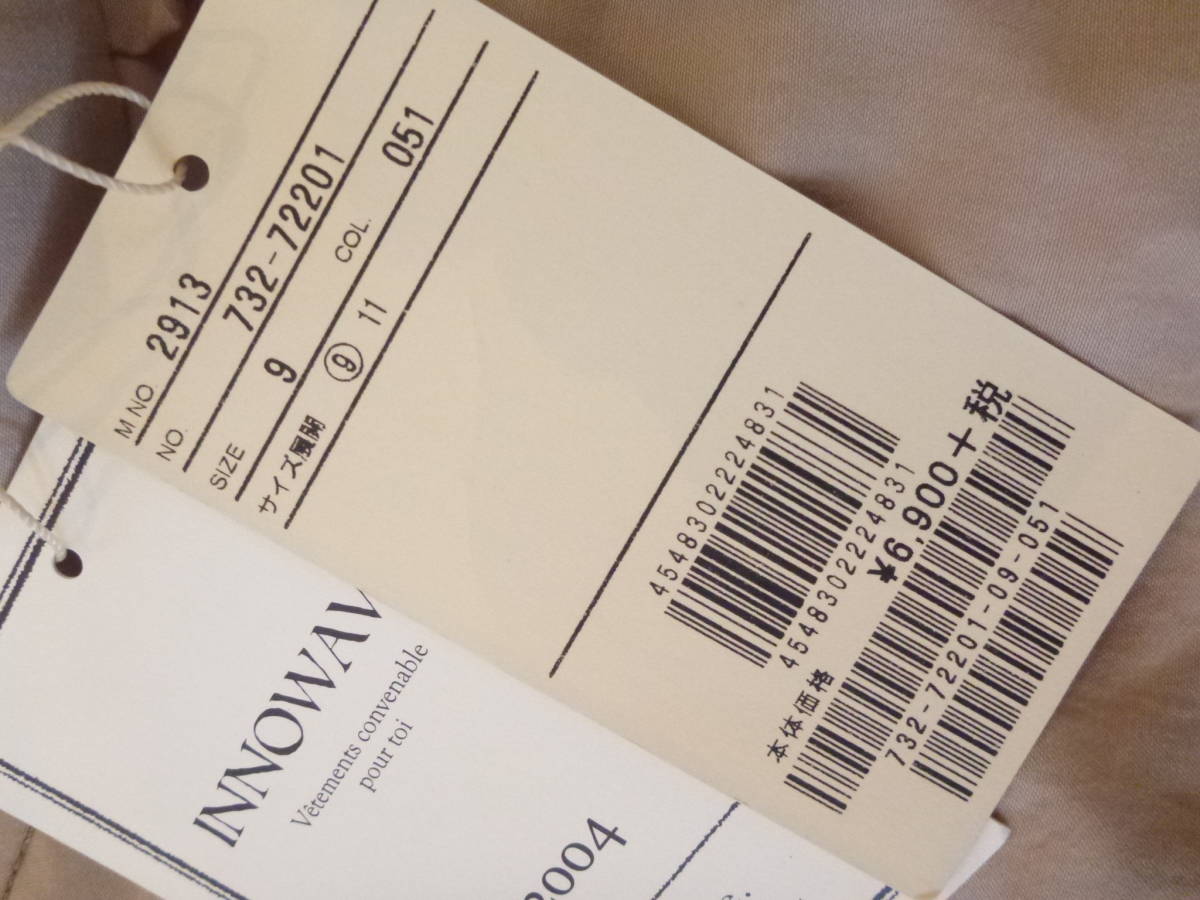 M NO. 2913
NO. 732-72201
SIZE 9 COL. 051
サイズ展開 ⑨ 11
4548302224831
4548302224831
本体価格 ¥6,900+税
732-72201-09-051
INNOWAV
Vêtements convenable
pour toi
2004